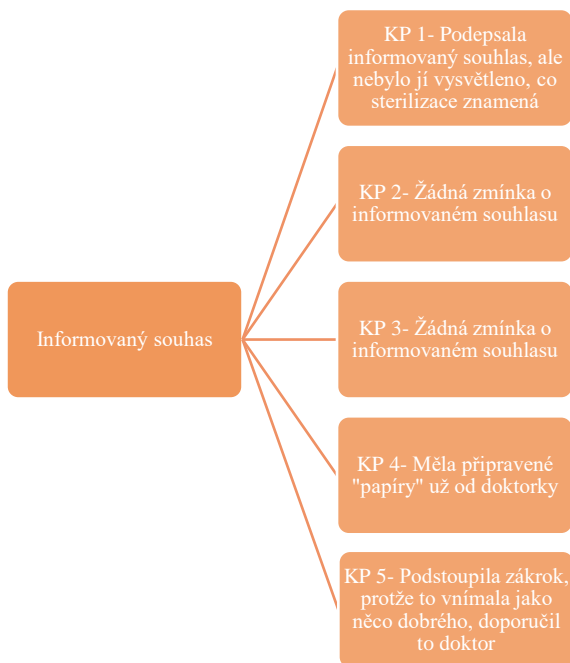 KP 1- Podepsala
informovaný souhlas, ale
nebylo jí vysvětleno, co
sterilizace znamená
KP 2- Žádná zmínka o
informovaném souhlasu
Informovaný souhas
KP 3- Žádná zmínka o
informovaném souhlasu
KP 4- Měla připravené
"papíry" už od doktorky
KP 5- Podstoupila zákrok,
protže to vnímala jako
něco dobrého, doporučil
to doktor